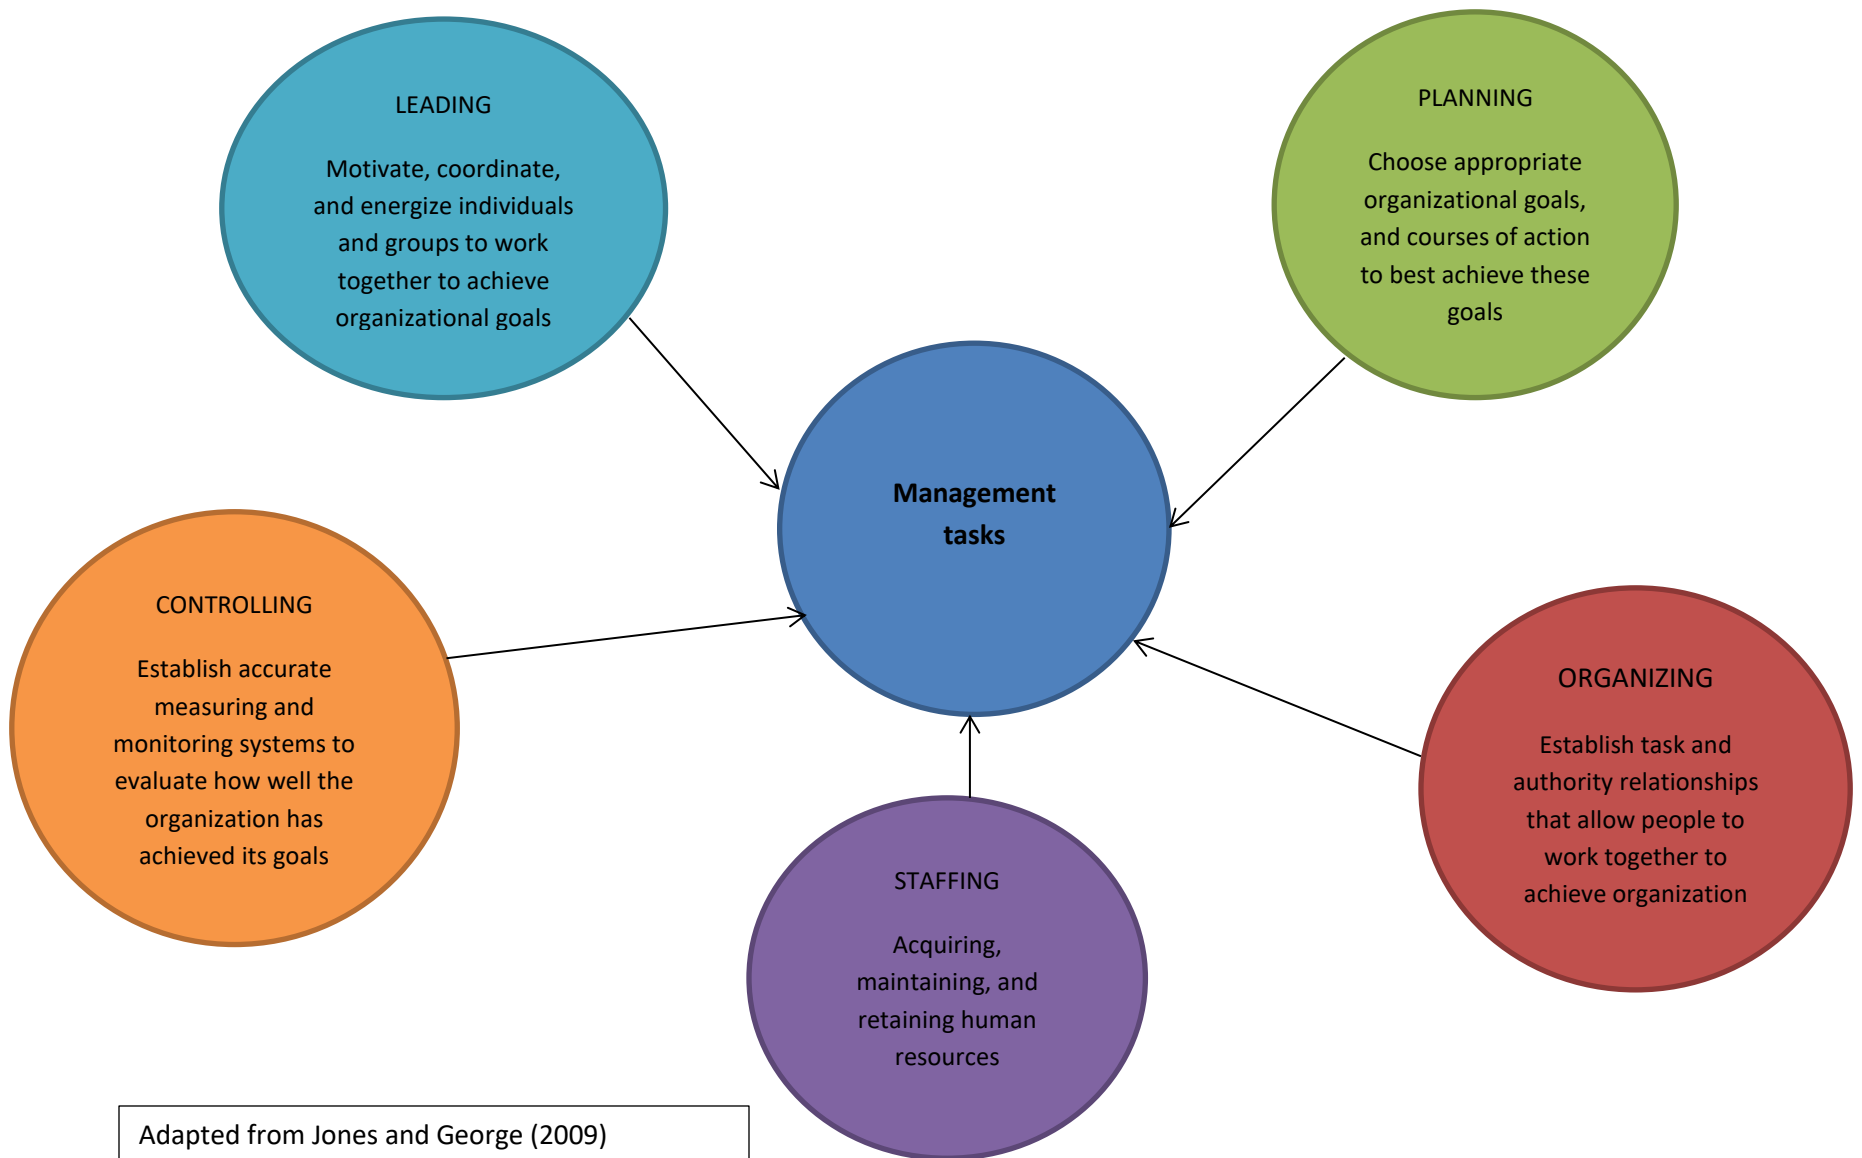 LEADING
Motivate, coordinate,
and energize individuals
and groups to work
together to achieve
organizational goals
PLANNING
Choose appropriate
organizational goals,
and courses of action
to best achieve these
goals
Management
tasks
CONTROLLING
Establish accurate
measuring and
monitoring systems to
evaluate how well the
organization has
achieved its goals
ORGANIZING
Establish task and
authority relationships
that allow people to
work together to
achieve organization
STAFFING
Acquiring,
maintaining, and
retaining human
resources
Adapted from Jones and George (2009)